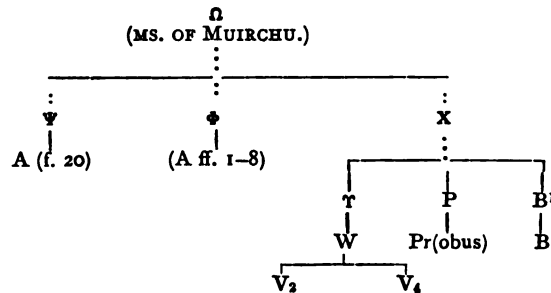 Ω
(MS. OF MUIRCHU.)
Ψ Φ X
A (f. 20) (A ff. 1–8)
ϒ P B¹
W Pr(obus) B
V₂ V₄